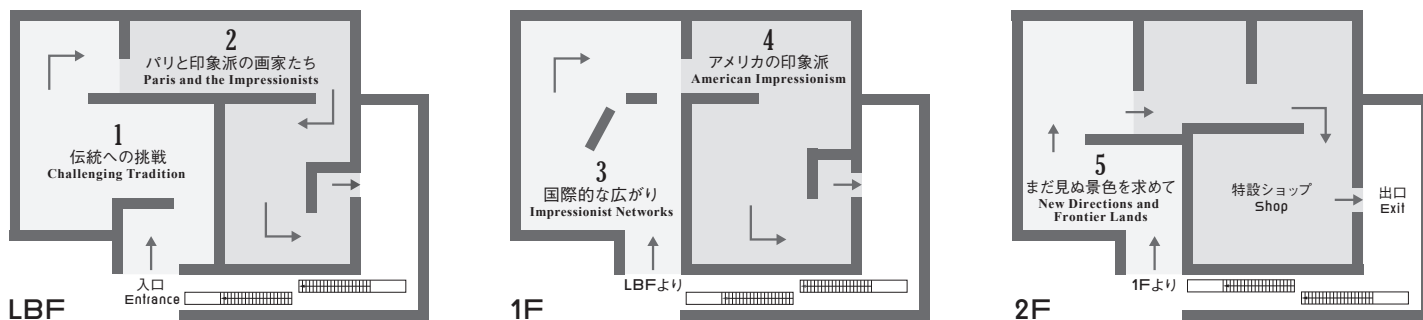 2
パリと印象派の画家たち
Paris and the Impressionists
1
伝統への挑戦
Challenging Tradition
入口
Entrance
LBF
4
アメリカの印象派
American Impressionism
3
国際的な広がり
Impressionist Networks
LBFより
1F
5
まだ見ぬ景色を求めて
New Directions and
Frontier Lands
特設ショップ
Shop
出口
Exit
1Fより
2F